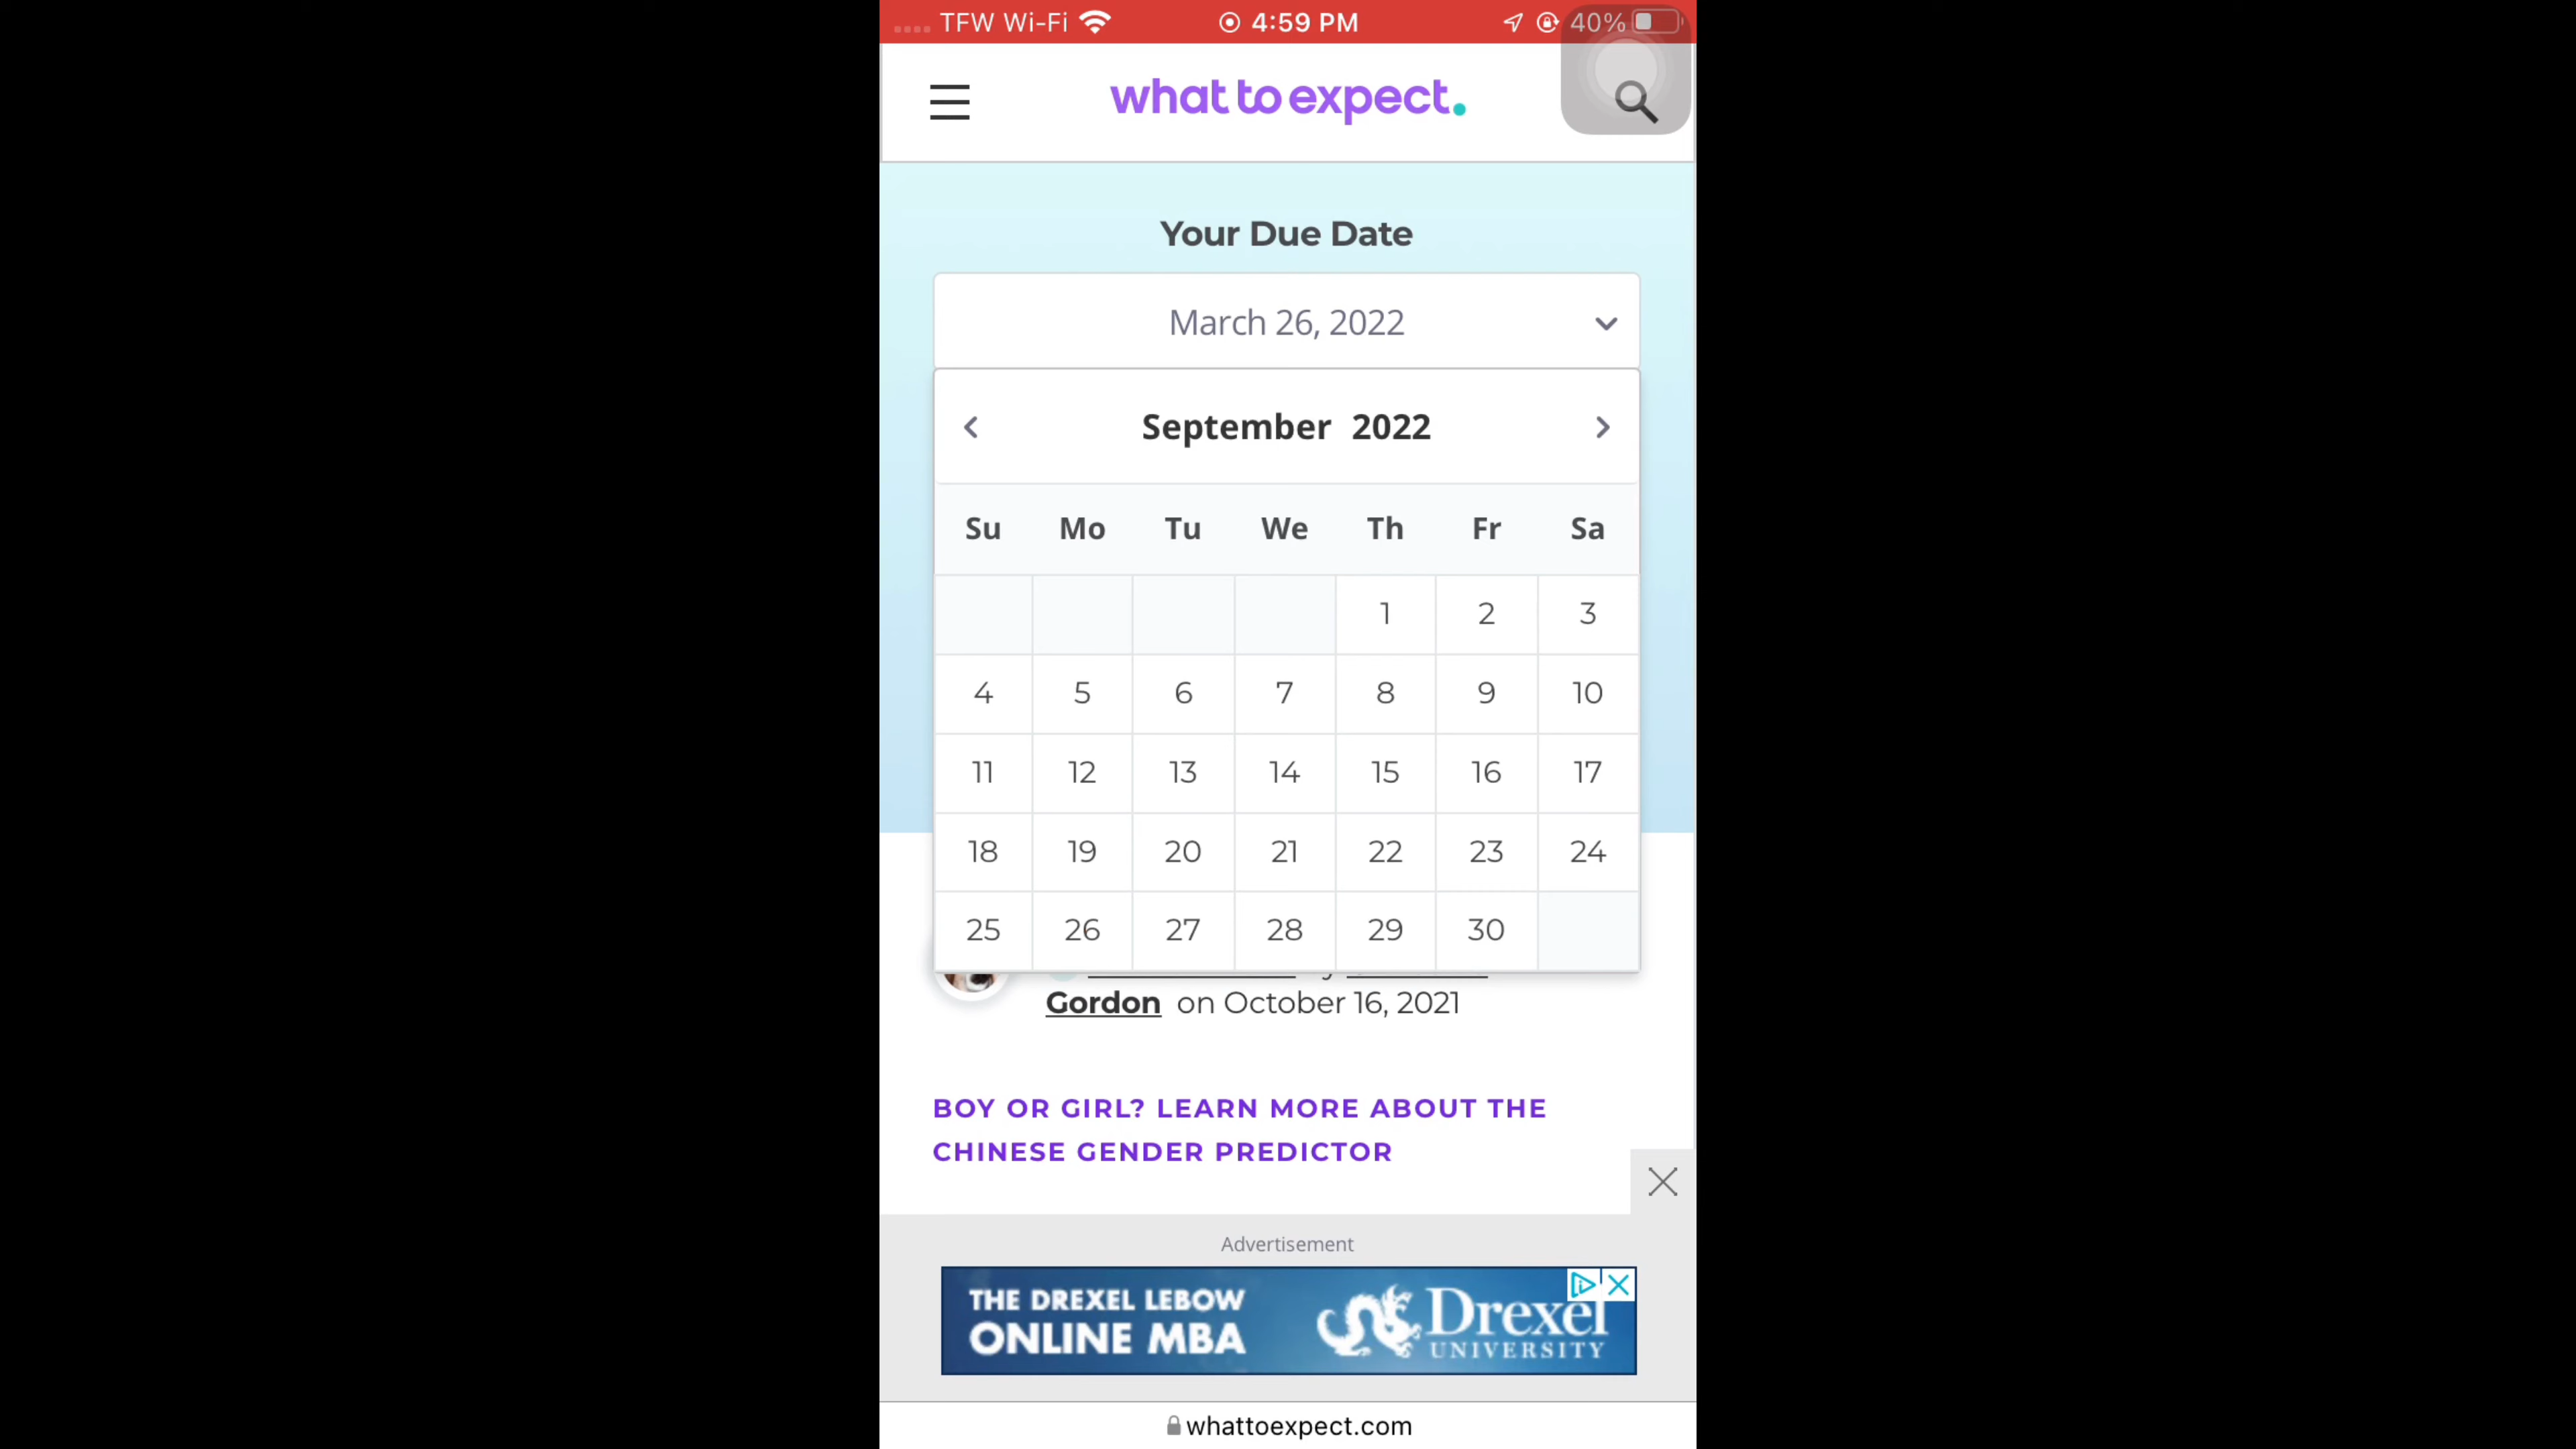 TFW Wi-Fi 4:59 PM 40%
what to expect.
Your Due Date
March 26, 2022
September 2022
Su Mo Tu We Th Fr Sa
1 2 3
4 5 6 7 8 9 10
11 12 13 14 15 16 17
18 19 20 21 22 23 24
25 26 27 28 29 30
Gordon on October 16, 2021
BOY OR GIRL? LEARN MORE ABOUT THE
CHINESE GENDER PREDICTOR
Advertisement
THE DREXEL LEBOW
ONLINE MBA
Drexel
UNIVERSITY
whattoexpect.com